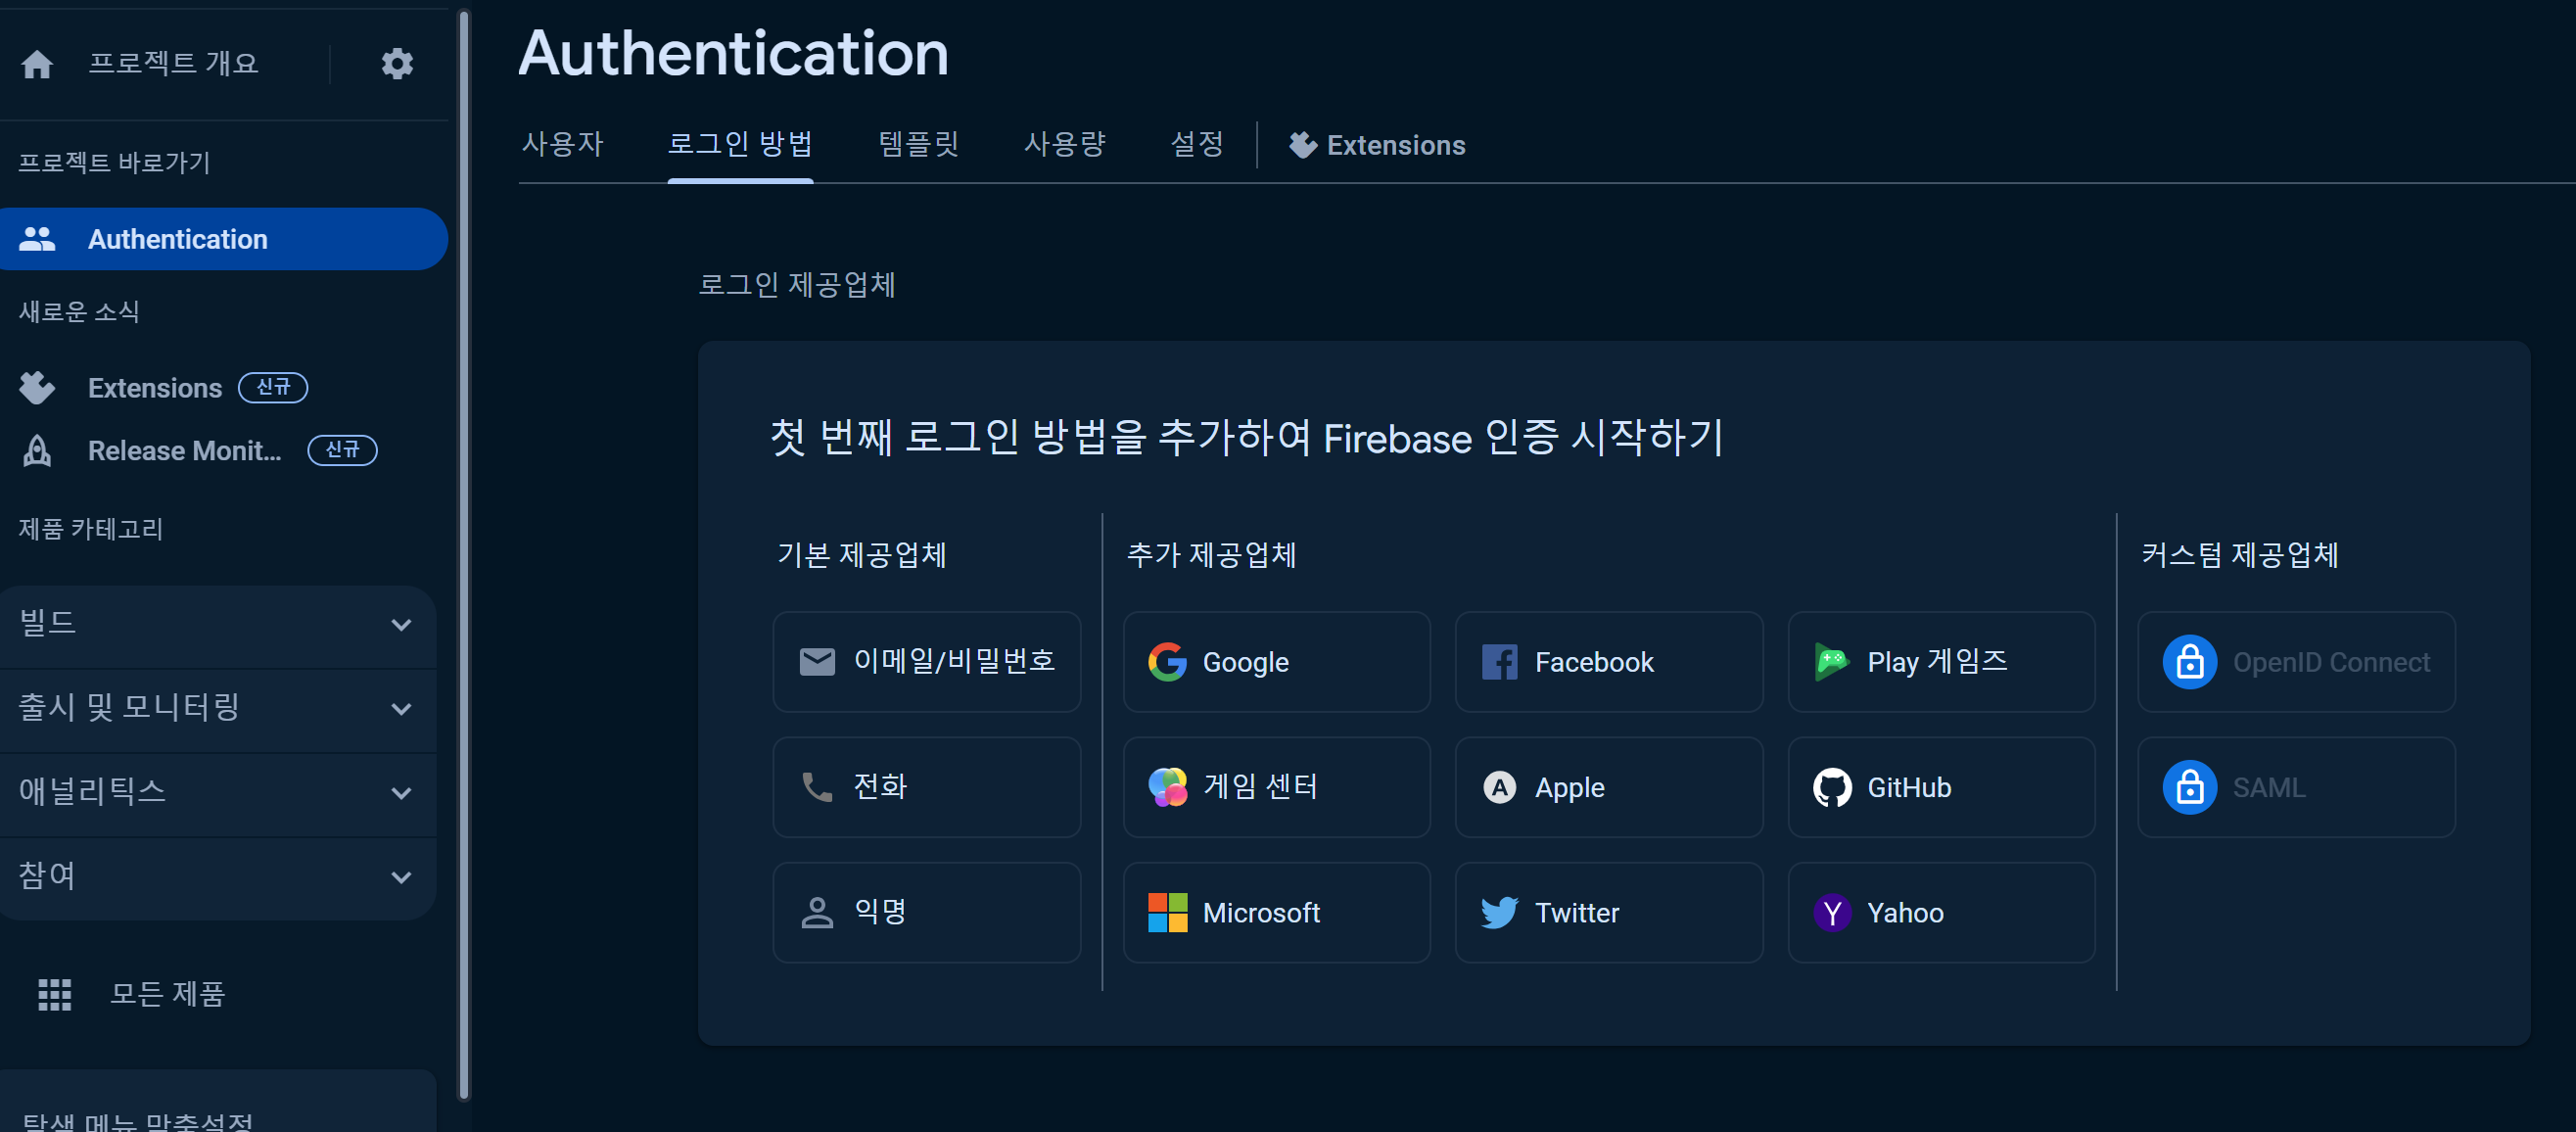 프로젝트 개요
프로젝트 바로가기
Authentication
새로운 소식
Extensions 신규
Release Monit... 신규
제품 카테고리
빌드
출시 및 모니터링
애널리틱스
참여
모든 제품
탐색 메뉴 맞춤설정
Authentication
사용자 로그인 방법 템플릿 사용량 설정 Extensions
로그인 제공업체
첫 번째 로그인 방법을 추가하여 Firebase 인증 시작하기
기본 제공업체
이메일/비밀번호
전화
익명
추가 제공업체
Google Facebook Play 게임즈
게임 센터 Apple GitHub
Microsoft Twitter Yahoo
커스텀 제공업체
OpenID Connect
SAML